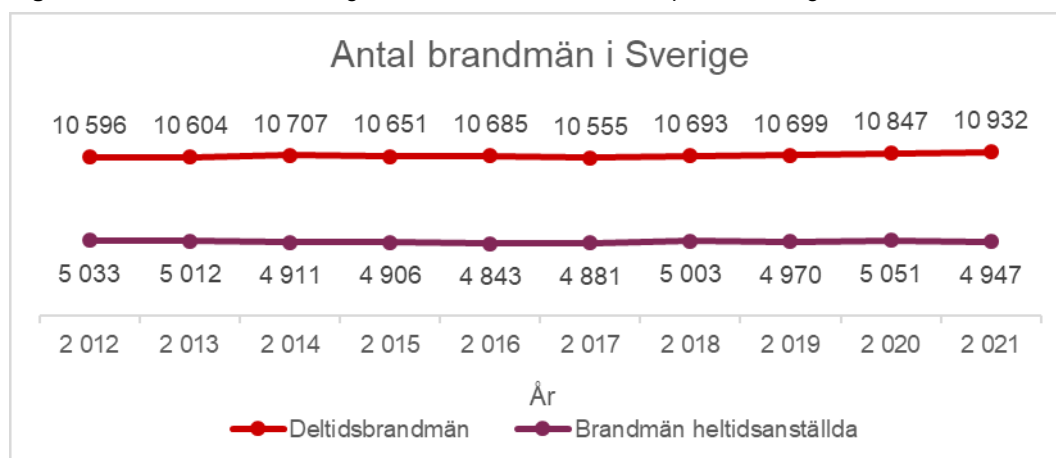 Antal brandmän i Sverige
10 596 10 604 10 707 10 651 10 685 10 555 10 693 10 699 10 847 10 932
5 033 5 012 4 911 4 906 4 843 4 881 5 003 4 970 5 051 4 947
2 012 2 013 2 014 2 015 2 016 2 017 2 018 2 019 2 020 2 021
År
Deltidsbrandmän Brandmän heltidsanställda